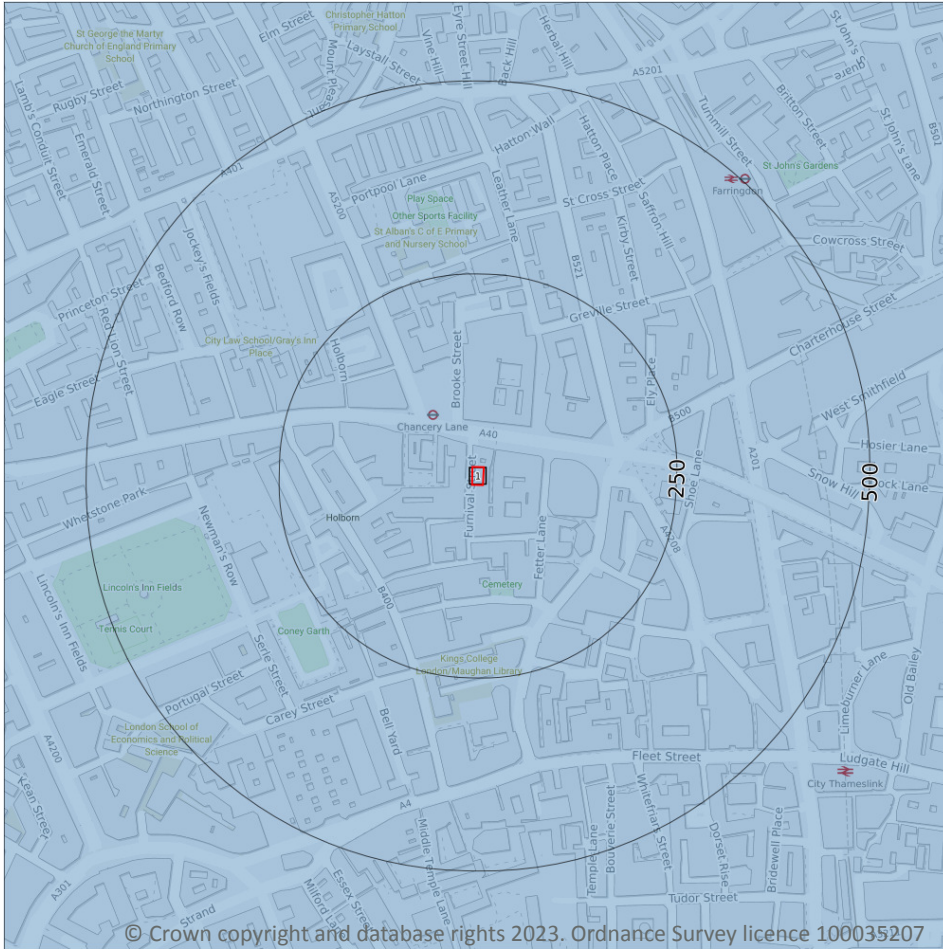 St George the Martyr
Church of England Primary
School
Elm Street
Christopher Hatton
Primary School
Eyre Street Hill
Herbal Hill
St John's Square
Vine Hill
Back Hill
Laystall Street
Mount Pleasant
A5201
Rugby Street
Northington Street
Lamb's Conduit Street
Emerald Street
Turnmill Street
Britton Street
B501
St John's Lane
Hatton Wall
Hatton Place
St John's Gardens
A401
A5200
Portpool Lane
Leather Lane
St Cross Street
Saffron Hill
Farringdon
Play Space
Other Sports Facility
St Alban's C of E Primary
and Nursery School
Jockey's Fields
Bedford Row
Kirby Street
B521
Cowcross Street
Princeton Street
Red Lion Street
Greville Street
Charterhouse Street
City Law School/Gray's Inn
Place
Holborn
Brooke Street
Ely Place
Eagle Street
West Smithfield
B500
Chancery Lane
A40
Hosier Lane
A201
Cock Lane
Snow Hill
Shoe Lane
250
500
1
Furnival Street
Whetstone Park
Newman's Row
Holborn
Fetter Lane
A4208
Lincoln's Inn Fields
Lincoln's Inn Fields
Tennis Court
Cemetery
B400
Coney Garth
Serle Street
Kings College
London/Maughan Library
Portugal Street
Carey Street
Bell Yard
Limeburner Lane
Old Bailey
London School of
Economics and Political
Science
A4200
Kean Street
Fleet Street
Ludgate Hill
City Thameslink
A4
Whitefriars Street
Bouverie Street
Temple Lane
Dorset Rise
Bridewell Place
Middle Temple Lane
Essex Street
Milford Lane
A301
Strand
Tudor Street
© Crown copyright and database rights 2023. Ordnance Survey licence 100035207